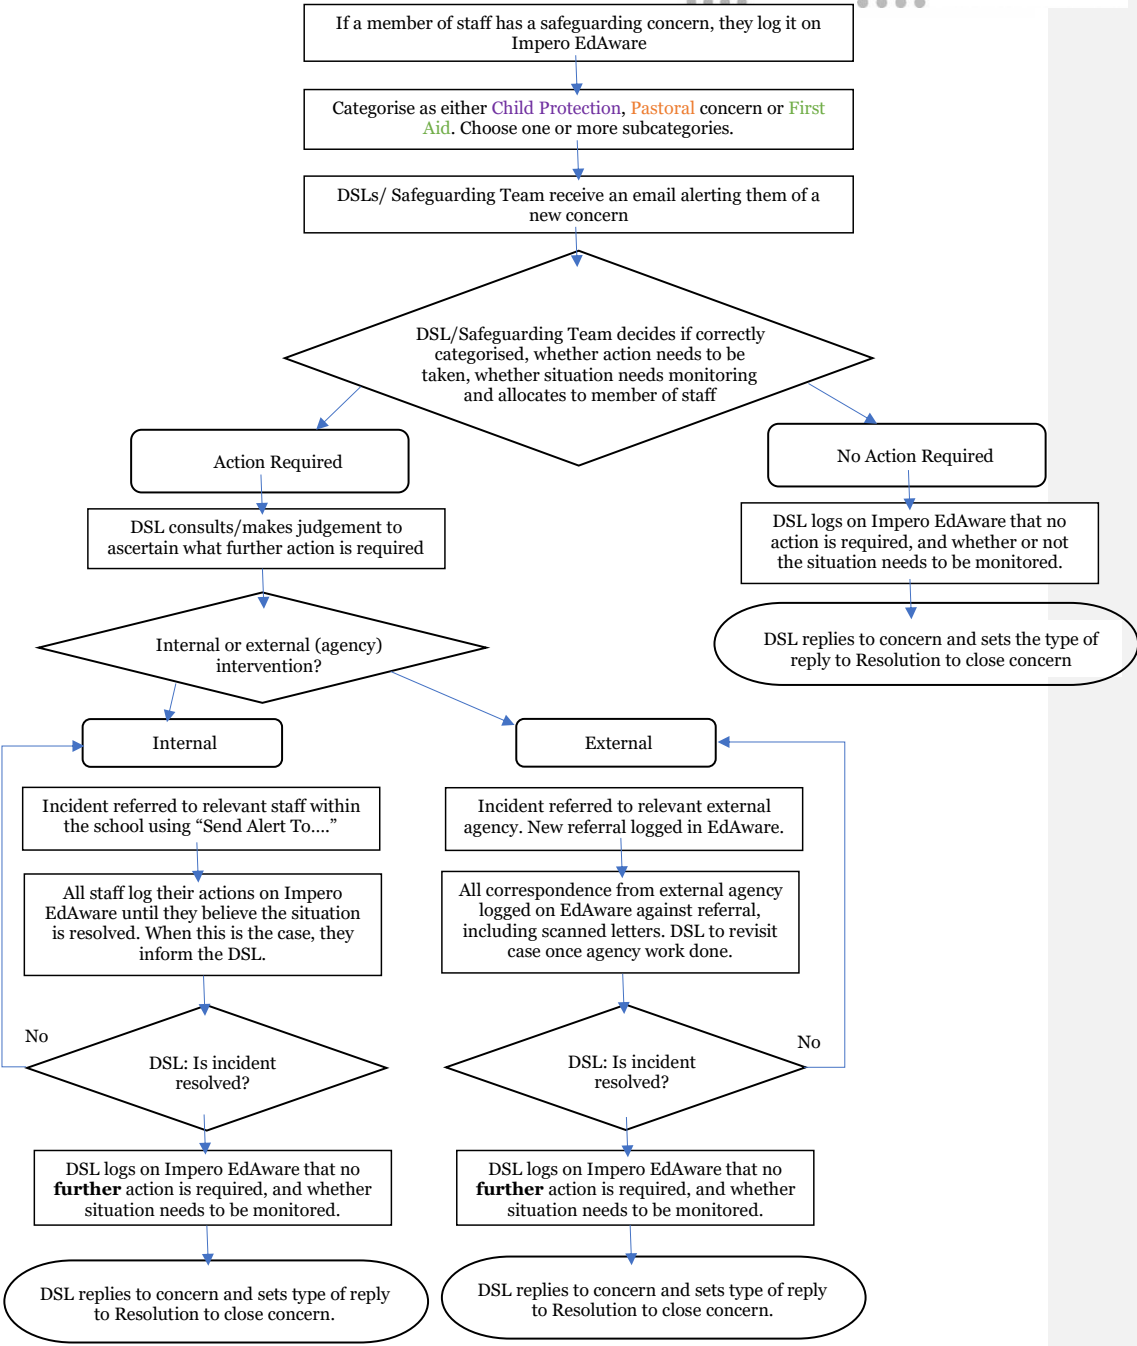 If a member of staff has a safeguarding concern, they log it on
Impero EdAware
Categorise as either Child Protection, Pastoral concern or First
Aid. Choose one or more subcategories.
DSLs/ Safeguarding Team receive an email alerting them of a
new concern
DSL/Safeguarding Team decides if correctly
categorised, whether action needs to be
taken, whether situation needs monitoring
and allocates to member of staff
Action Required
No Action Required
DSL consults/makes judgement to
ascertain what further action is required
DSL logs on Impero EdAware that no
action is required, and whether or not
the situation needs to be monitored.
Internal or external (agency)
intervention?
DSL replies to concern and sets the type of
reply to Resolution to close concern
Internal
External
Incident referred to relevant staff within
the school using “Send Alert To....”
Incident referred to relevant external
agency. New referral logged in EdAware.
All staff log their actions on Impero
EdAware until they believe the situation
is resolved. When this is the case, they
inform the DSL.
All correspondence from external agency
logged on EdAware against referral,
including scanned letters. DSL to revisit
case once agency work done.
No
DSL: Is incident
resolved?
No
DSL: Is incident
resolved?
DSL logs on Impero EdAware that no
further action is required, and whether
situation needs to be monitored.
DSL logs on Impero EdAware that no
further action is required, and whether
situation needs to be monitored.
DSL replies to concern and sets type of reply
to Resolution to close concern.
DSL replies to concern and sets type of reply
to Resolution to close concern.